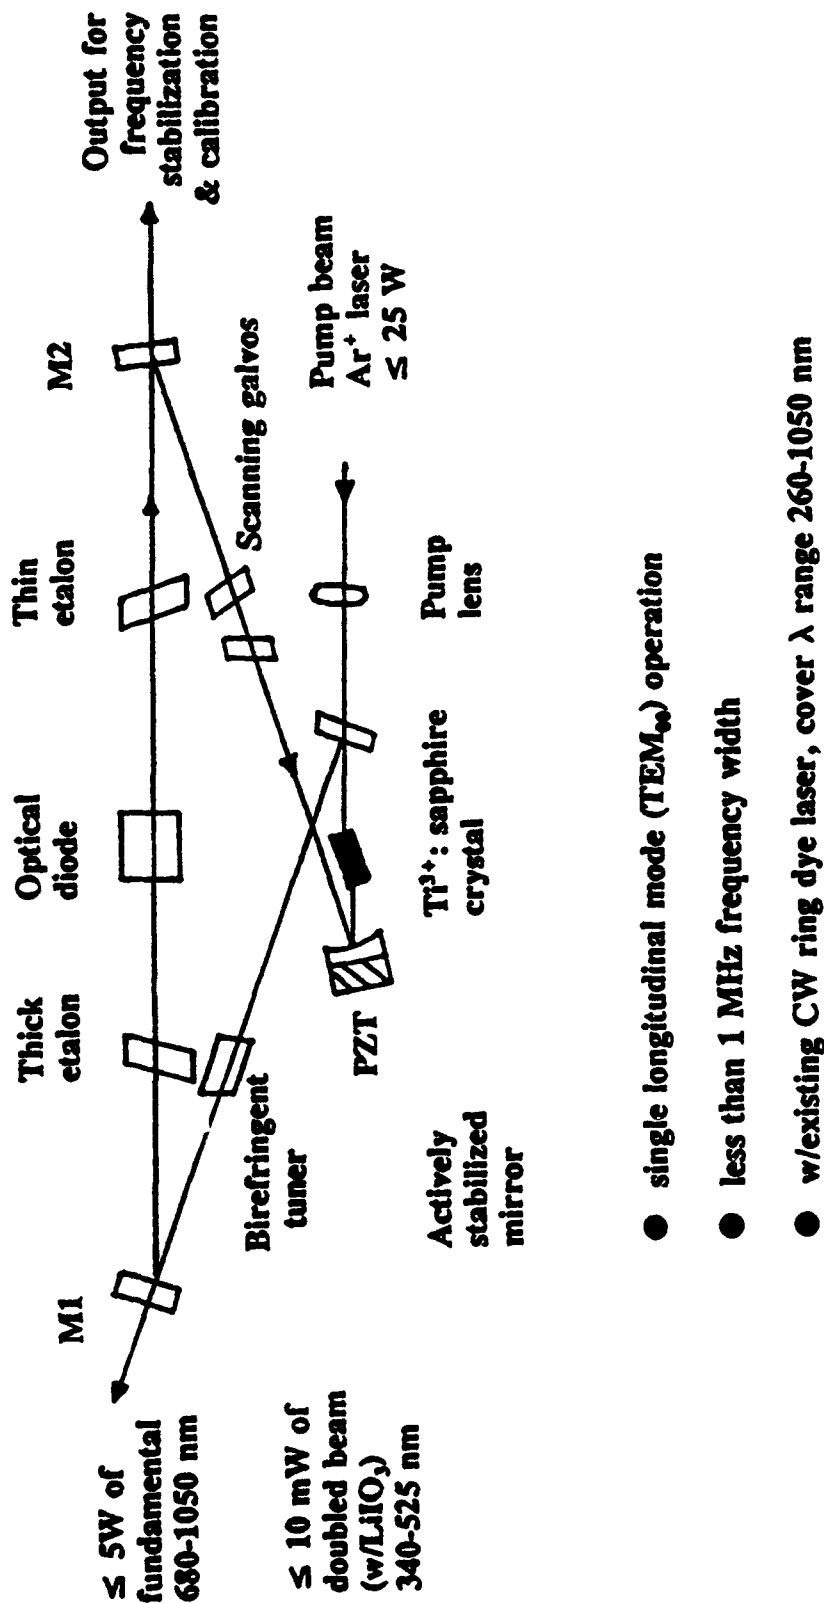 M1
Thick
etalon
Optical
diode
Thin
etalon
M2
Output for
frequency
stabilization
& calibration
≤ 5W of
fundamental
680-1050 nm
Birefringent
tuner
Scanning galvos
Pump beam
Ar⁺ laser
≤ 25 W
≤ 10 mW of
doubled beam
(w/LiIO₃)
340-525 nm
PZT
Actively
stabilized
mirror
Ti³⁺: sapphire
crystal
Pump
lens
● single longitudinal mode (TEM₀₀) operation
● less than 1 MHz frequency width
● w/existing CW ring dye laser, cover λ range 260-1050 nm